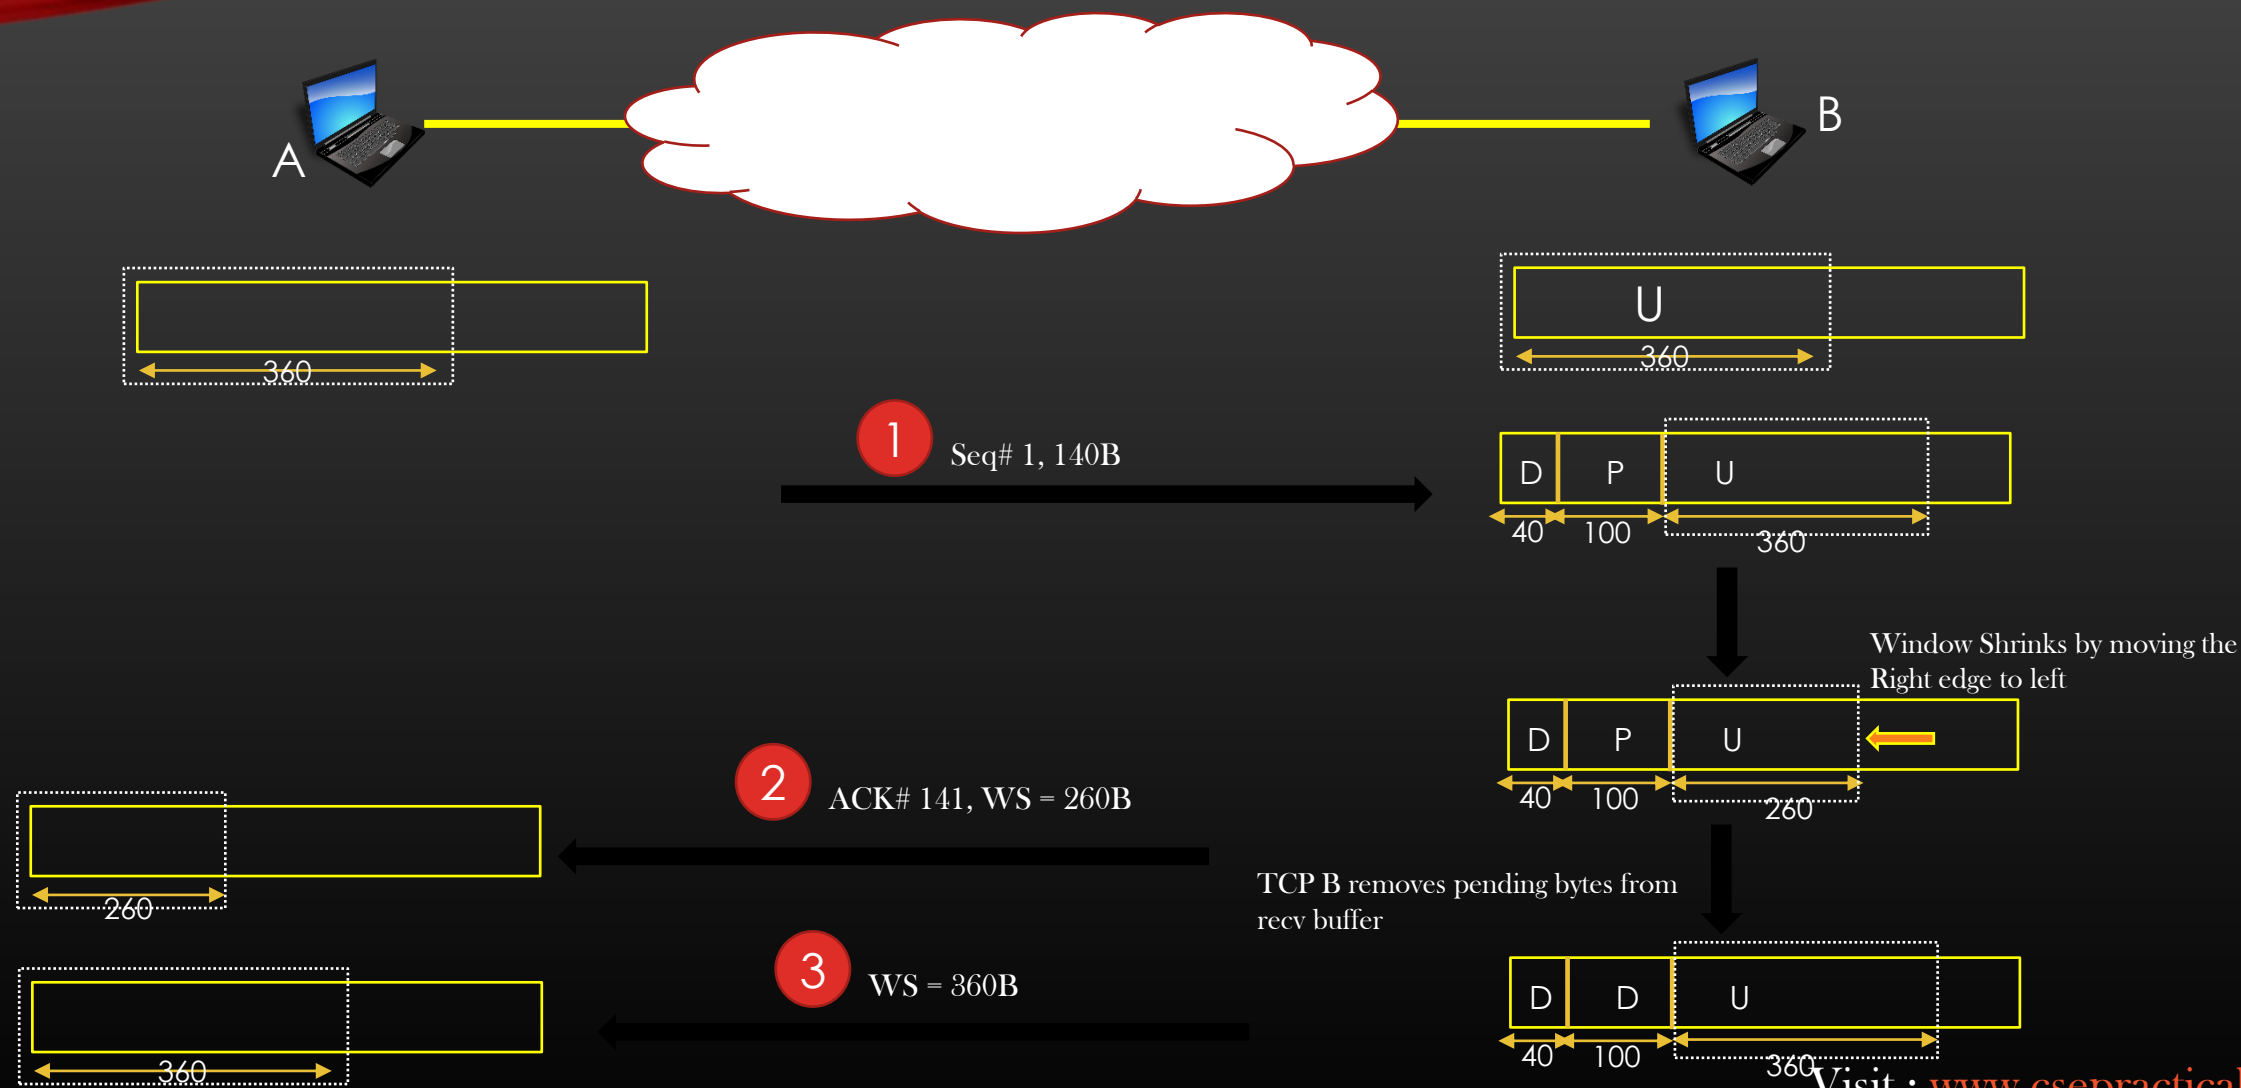 B
A
U
360
360
1
Seq# 1, 140B
D P U
40 100 360
Window Shrinks by moving the
Right edge to left
D P U
40 100 260
2
ACK# 141, WS = 260B
260
TCP B removes pending bytes from
recv buffer
3
WS = 360B
D D U
40 100 360
360
Visit : www.csepractical